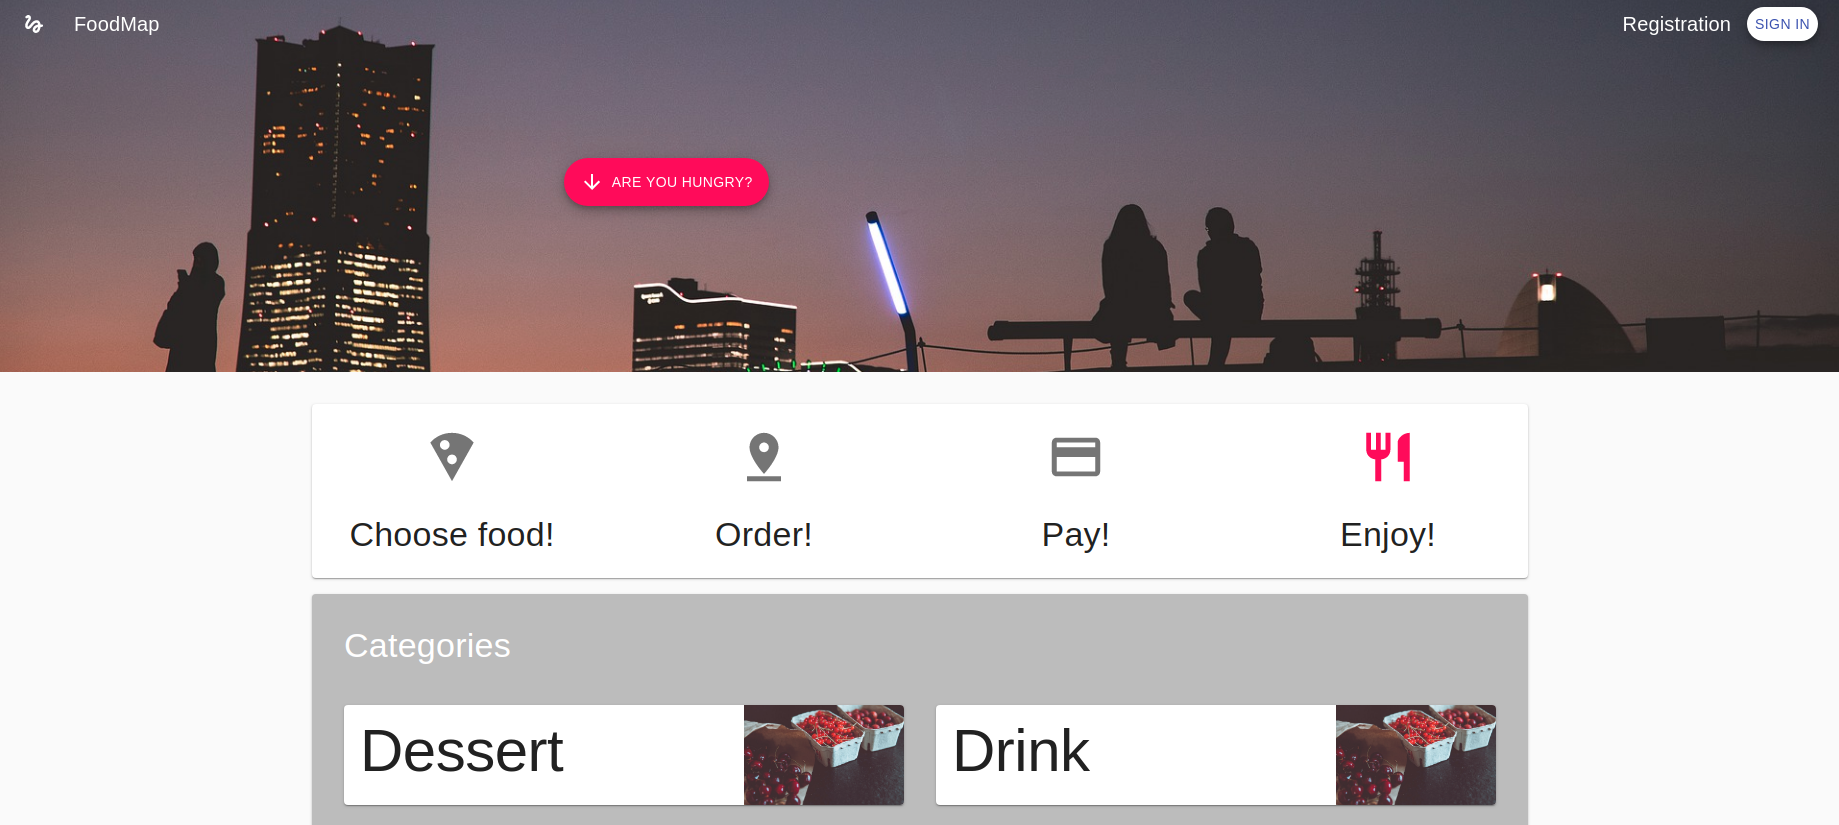 FoodMap
Registration
SIGN IN
ARE YOU HUNGRY?
Choose food!
Order!
Pay!
Enjoy!
Categories
Dessert
Drink